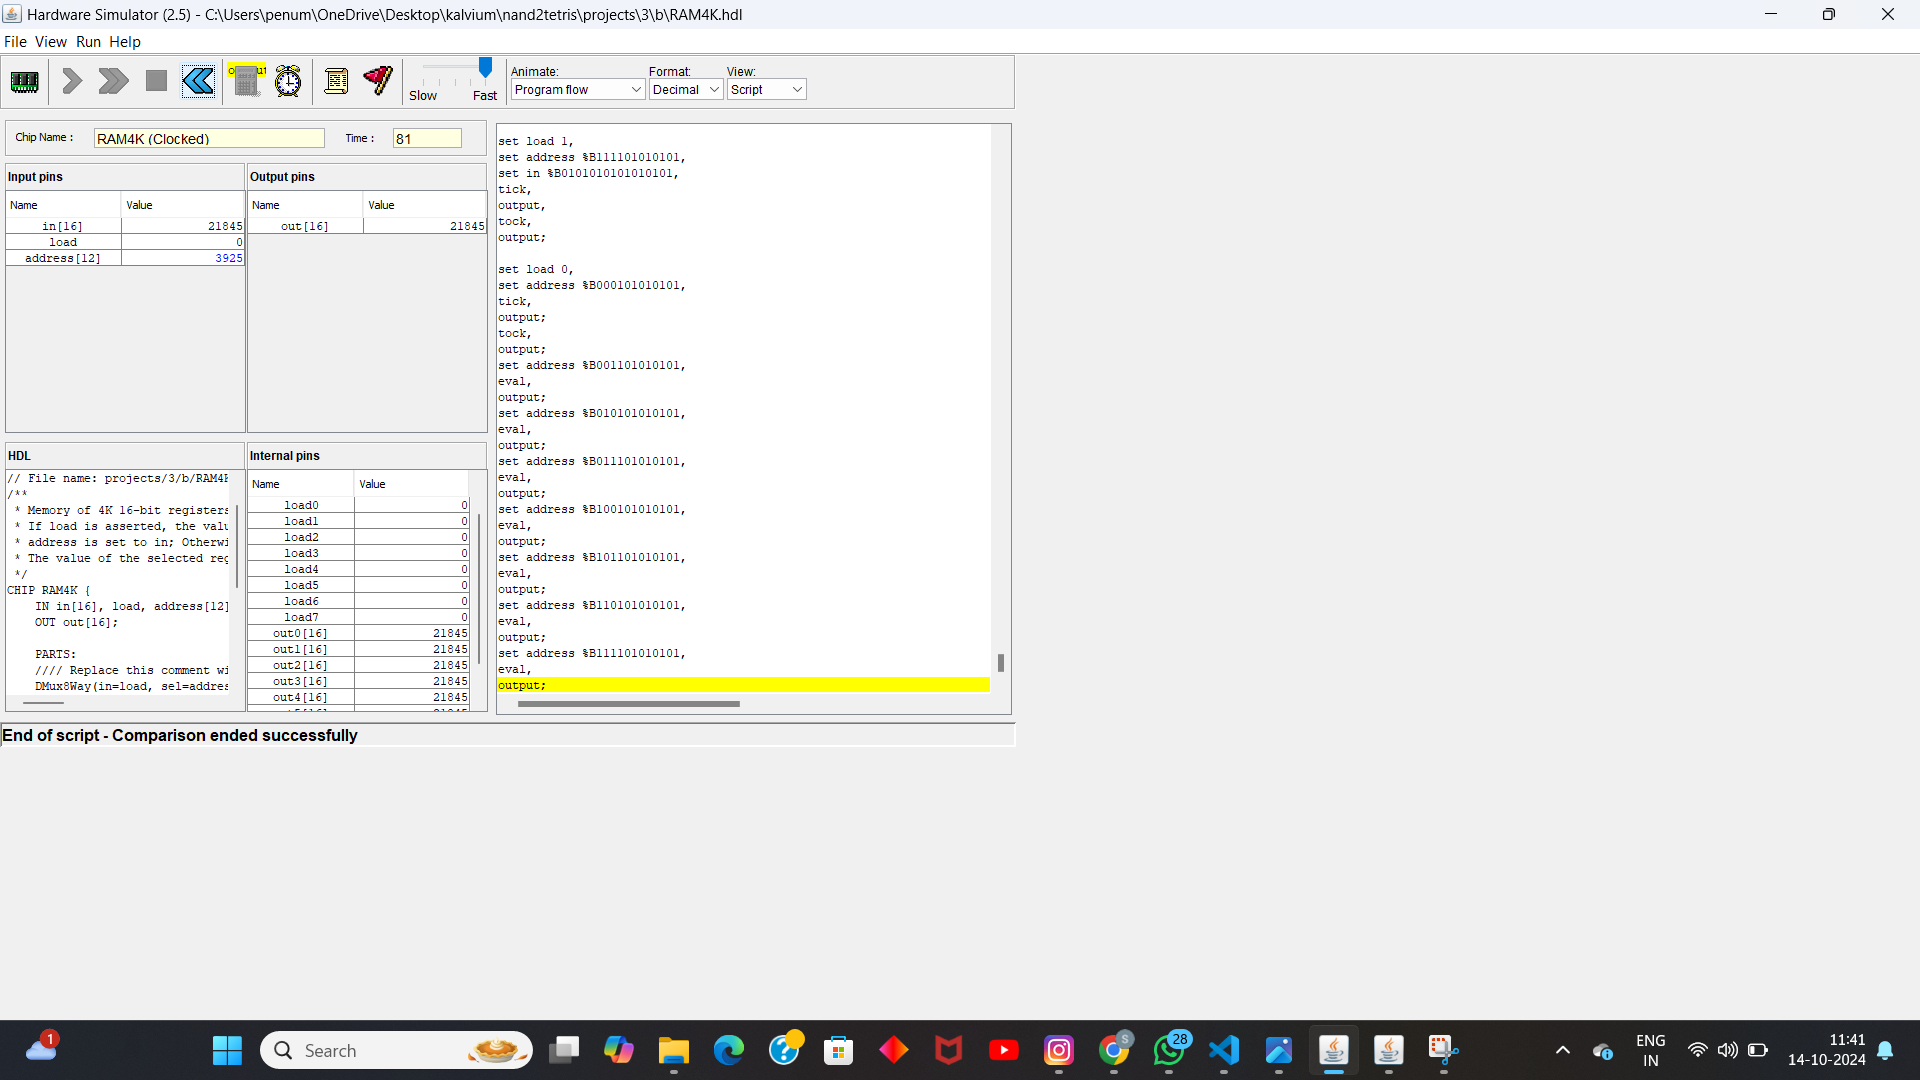 Hardware Simulator (2.5) - C:\Users\penum\OneDrive\Desktop\kalvium\nand2tetris\projects\3\b\RAM4K.hdl
File View Run Help
Slow Fast
Animate: Format: View:
Program flow Decimal Script
Chip Name : RAM4K (Clocked) Time : 81
Input pins
Name Value
in[16] 21845
load 0
address[12] 3925
Output pins
Name Value
out[16] 21845
HDL
// File name: projects/3/b/RAM4K
/**
* Memory of 4K 16-bit registers
* If load is asserted, the valu
* address is set to in; Otherwi
* The value of the selected reg
*/
CHIP RAM4K {
IN in[16], load, address[12]
OUT out[16];
PARTS:
//// Replace this comment wi
DMux8Way(in=load, sel=addres
Internal pins
Name Value
load0 0
load1 0
load2 0
load3 0
load4 0
load5 0
load6 0
load7 0
out0[16] 21845
out1[16] 21845
out2[16] 21845
out3[16] 21845
out4[16] 21845
set load 1,
set address %B111101010101,
set in %B0101010101010101,
tick,
output,
tock,
output;
set load 0,
set address %B000101010101,
tick,
output;
tock,
output;
set address %B001101010101,
eval,
output;
set address %B010101010101,
eval,
output;
set address %B011101010101,
eval,
output;
set address %B100101010101,
eval,
output;
set address %B101101010101,
eval,
output;
set address %B110101010101,
eval,
output;
set address %B111101010101,
eval,
output;
End of script - Comparison ended successfully
1
Search
S
28
ENG
IN
11:41
14-10-2024